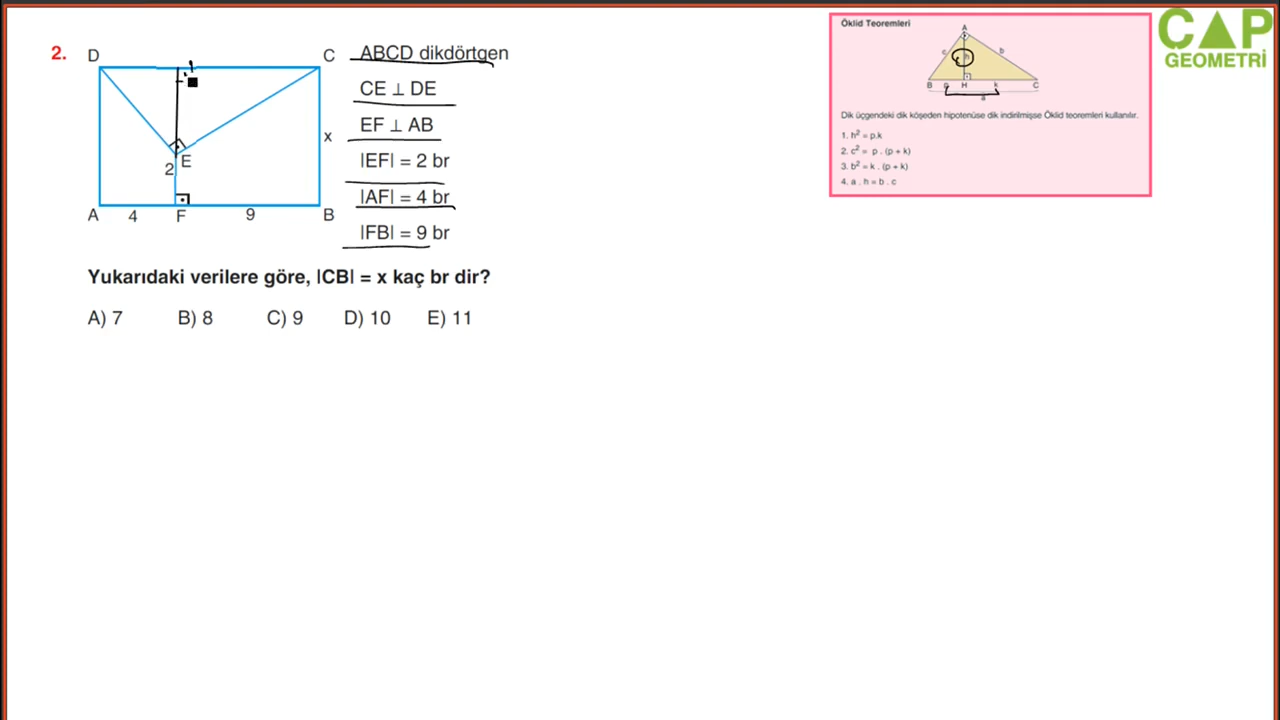 2.
D
C
ABCD dikdörtgen
CE ⊥ DE
EF ⊥ AB
x
E
|EF| = 2 br
2
|AF| = 4 br
A 4 F 9 B
|FB| = 9 br
Yukarıdaki verilere göre, |CB| = x kaç br dir?
A) 7 B) 8 C) 9 D) 10 E) 11
Öklid Teoremleri
A
c
h
b
B p H k C
a
Dik üçgendeki dik köşeden hipotenüse dik indirilmişse Öklid teoremleri kullanılır.
1. h² = p.k
2. c² = p . (p + k)
3. b² = k . (p + k)
4. a . h = b . c
ÇAP
GEOMETRİ